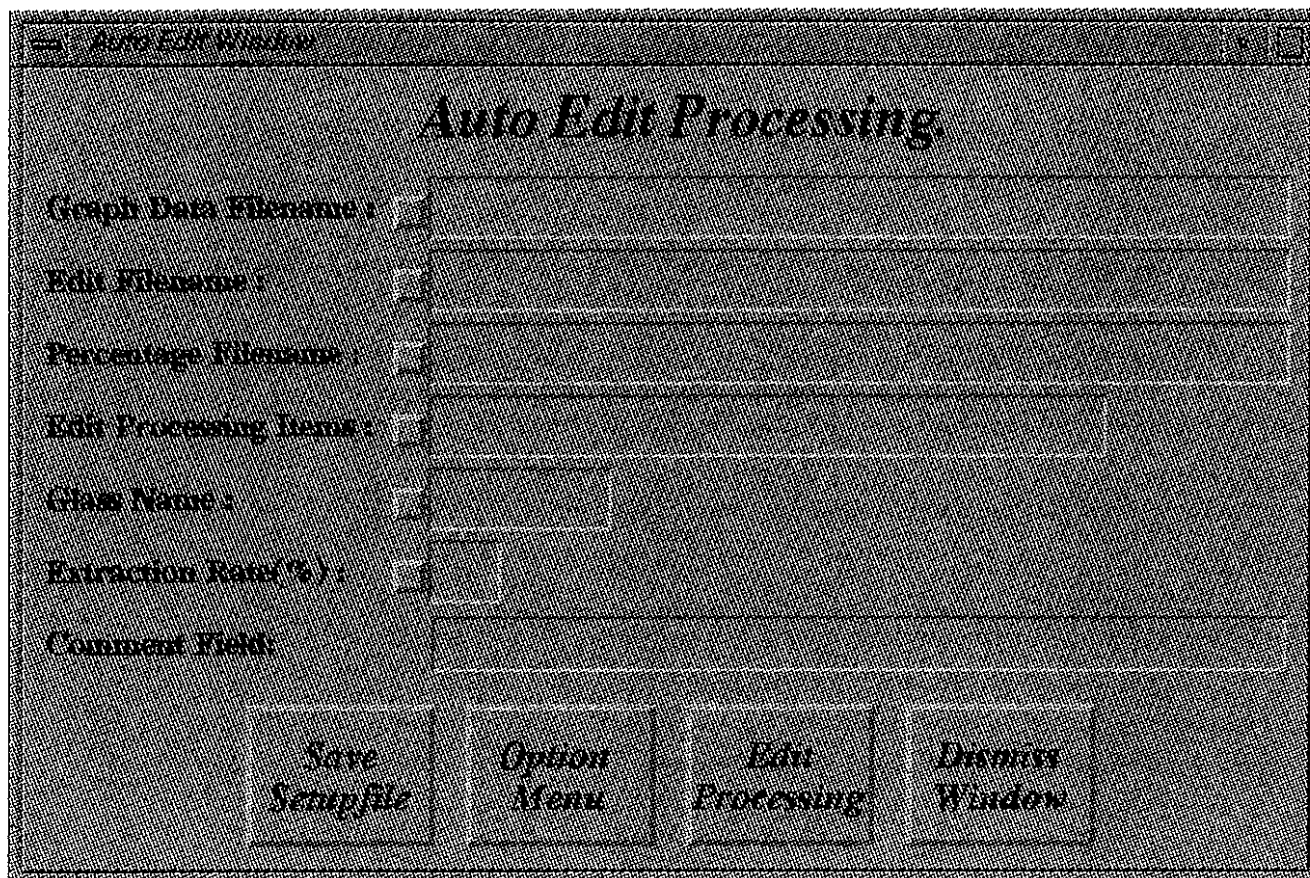 Auto Edit Window
Auto Edit Processing.
Graph Data Filename :
Edit Filename :
Percentage Filename :
Edit Processing Items :
Glass Name :
Extraction Rate(%) :
Comment Field:
Save
Setupfile
Option
Menu
Edit
Processing
Dismiss
Window